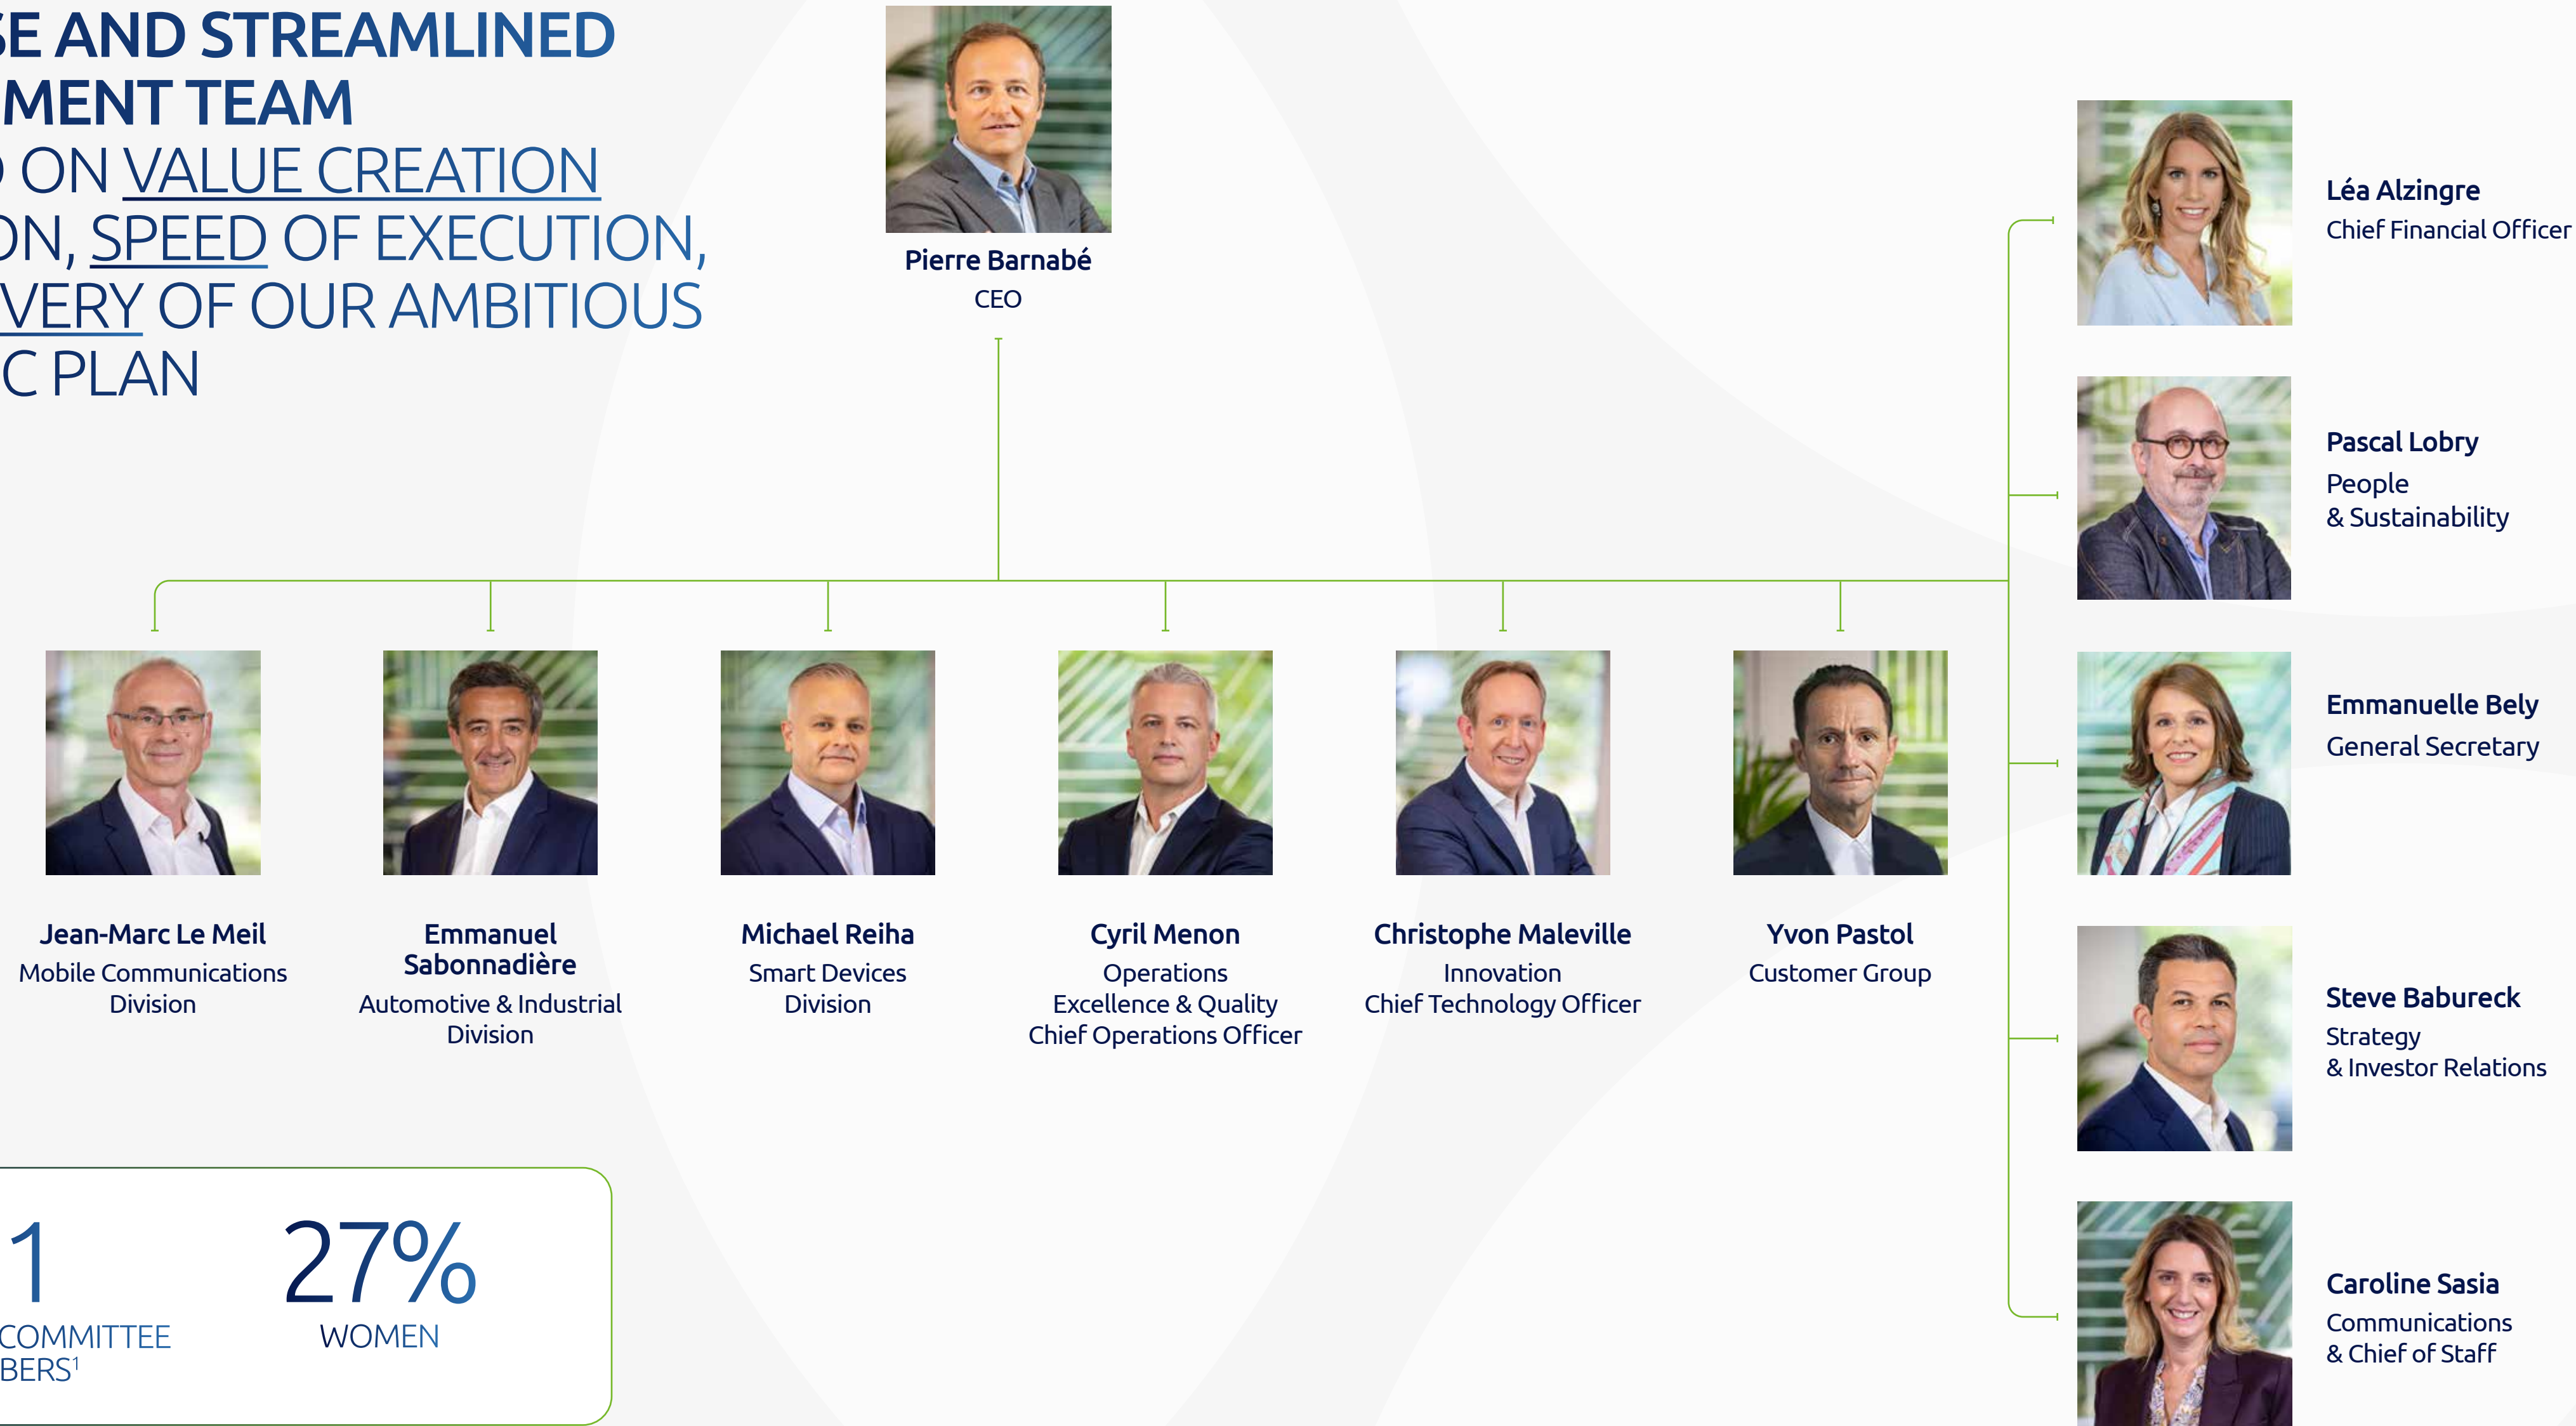 SE AND STREAMLINED
MENT TEAM
ON VALUE CREATION
ON, SPEED OF EXECUTION,
VERY OF OUR AMBITIOUS
C PLAN
Pierre Barnabé
CEO
Léa Alzingre
Chief Financial Officer
Pascal Lobry
People
& Sustainability
Emmanuelle Bely
General Secretary
Steve Babureck
Strategy
& Investor Relations
Caroline Sasia
Communications
& Chief of Staff
Jean-Marc Le Meil
Mobile Communications
Division
Emmanuel
Sabonnadière
Automotive & Industrial
Division
Michael Reiha
Smart Devices
Division
Cyril Menon
Operations
Excellence & Quality
Chief Operations Officer
Christophe Maleville
Innovation
Chief Technology Officer
Yvon Pastol
Customer Group
1
COMMITTEE
BERS¹
27%
WOMEN